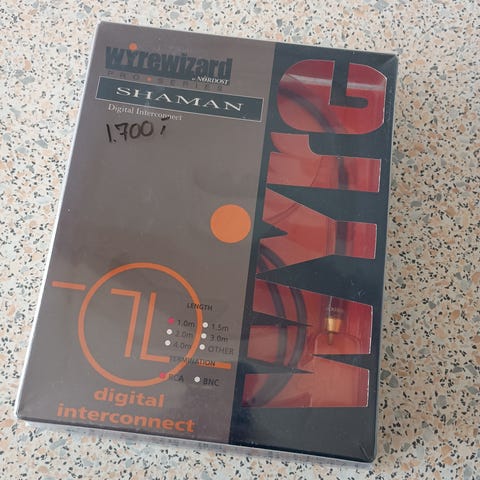 wyrewizard
PRO • SERIES by NORDOST
SHAMAN
Digital Interconnect
1.700;
wyre
LENGTH
1.0m 1.5m
2.0m 3.0m
4.0m OTHER
TERMINATION
RCA BNC
digital
interconnect